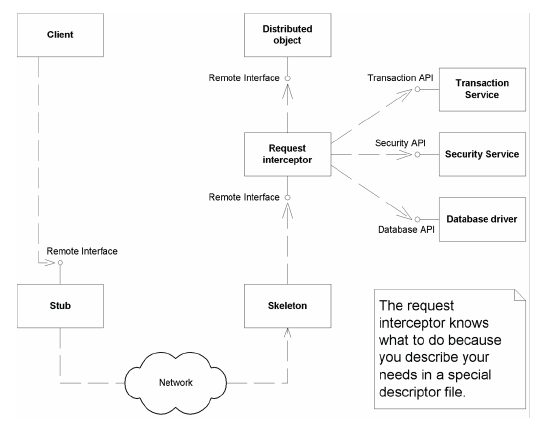 Client
Distributed
object
Remote Interface
Transaction API
Transaction
Service
Request
interceptor
Security API
Security Service
Remote Interface
Database driver
Database API
Remote Interface
Stub
Skeleton
Network
The request
interceptor knows
what to do because
you describe your
needs in a special
descriptor file.